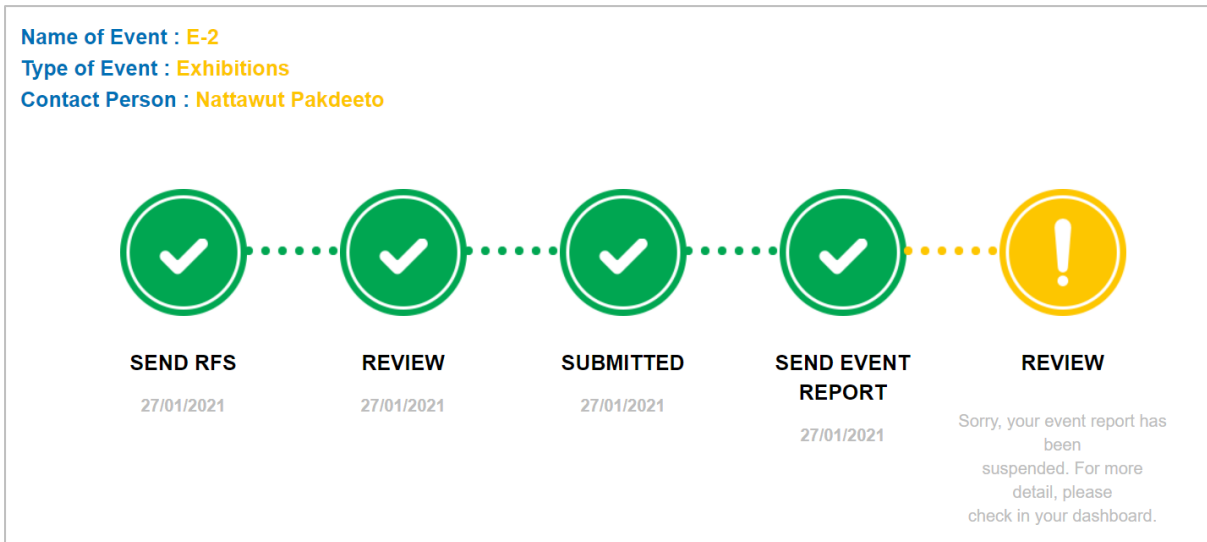 Name of Event : E-2
Type of Event : Exhibitions
Contact Person : Nattawut Pakdeeto
SEND RFS
27/01/2021
REVIEW
27/01/2021
SUBMITTED
27/01/2021
SEND EVENT
REPORT
27/01/2021
REVIEW
Sorry, your event report has
been
suspended. For more
detail, please
check in your dashboard.